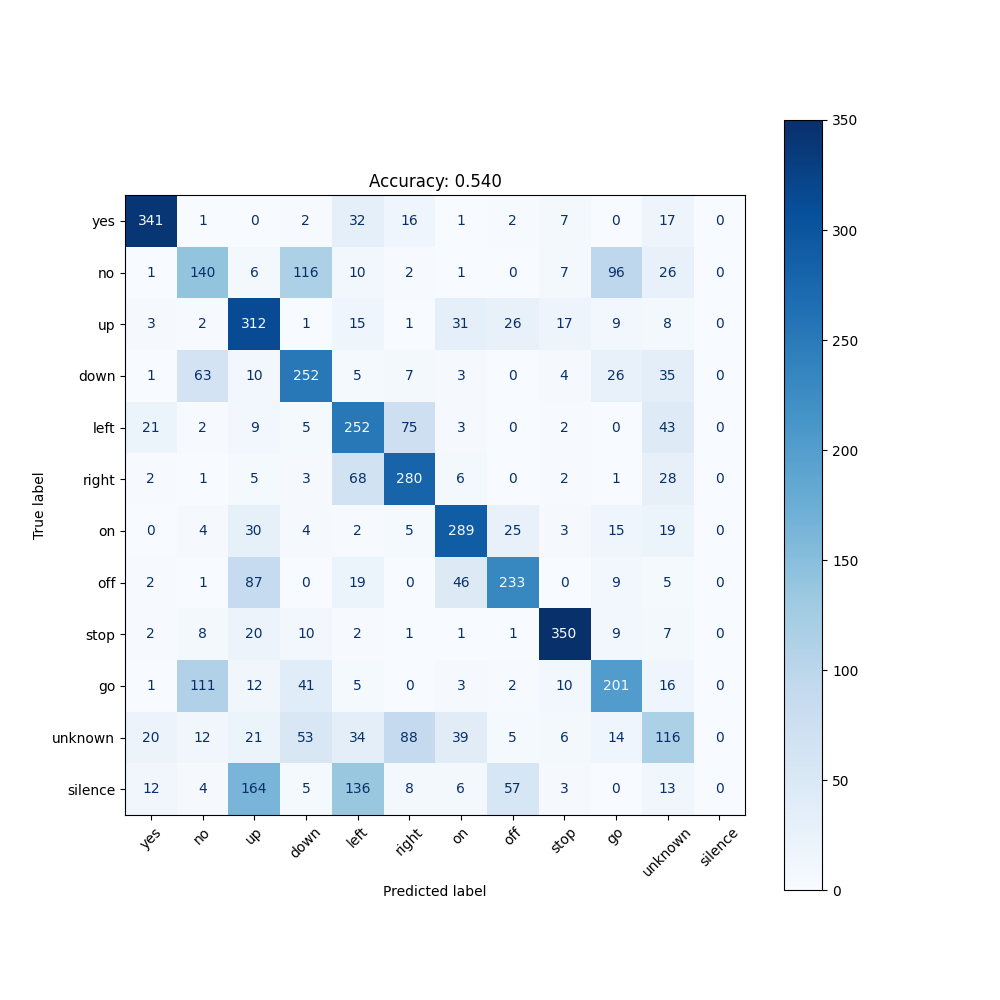 Accuracy: 0.540
yes 341 1 0 2 32 16 1 2 7 0 17 0
no 1 140 6 116 10 2 1 0 7 96 26 0
up 3 2 312 1 15 1 31 26 17 9 8 0
down 1 63 10 252 5 7 3 0 4 26 35 0
left 21 2 9 5 252 75 3 0 2 0 43 0
right 2 1 5 3 68 280 6 0 2 1 28 0
on 0 4 30 4 2 5 289 25 3 15 19 0
off 2 1 87 0 19 0 46 233 0 9 5 0
stop 2 8 20 10 2 1 1 1 350 9 7 0
go 1 111 12 41 5 0 3 2 10 201 16 0
unknown 20 12 21 53 34 88 39 5 6 14 116 0
silence 12 4 164 5 136 8 6 57 3 0 13 0
yes no up down left right on off stop go unknown silence
Predicted label
True label
350
300
250
200
150
100
50
0